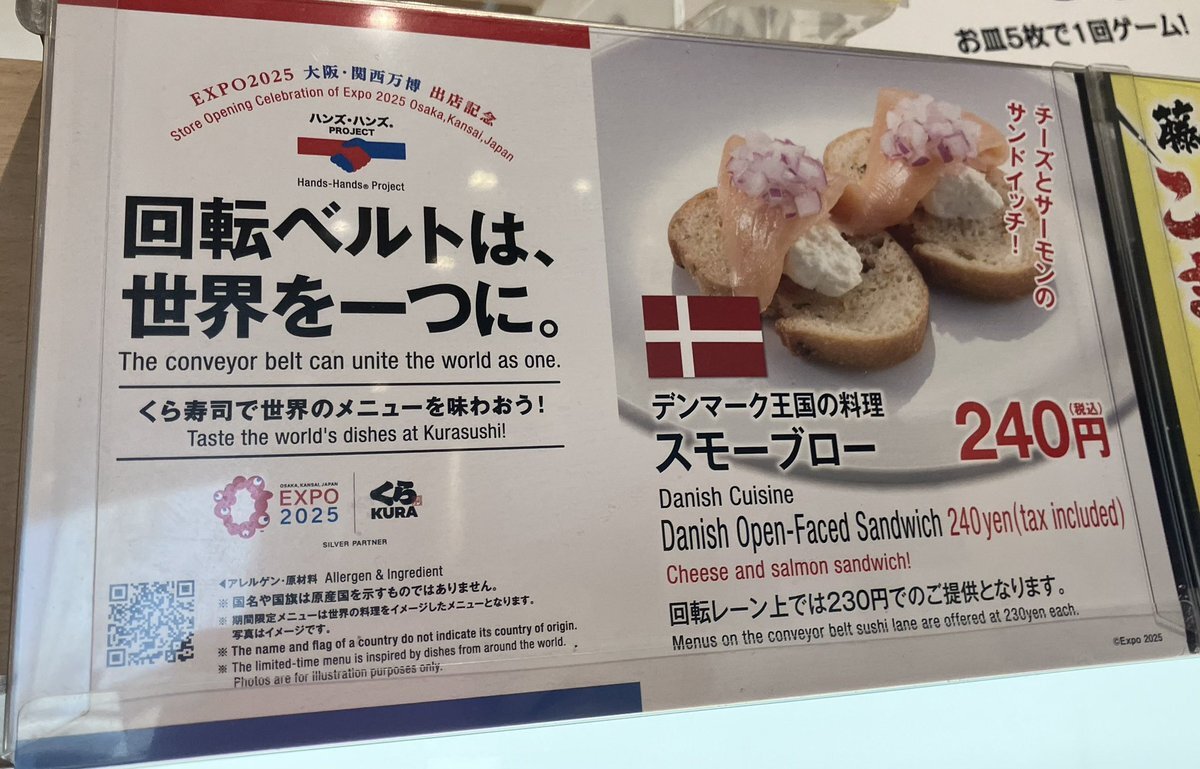 お皿5枚で1回ゲーム!
EXPO2025 大阪・関西万博 出店記念
Store Opening Celebration of Expo 2025 Osaka,Kansai,Japan
ハンズ・ハンズ®
PROJECT
Hands-Hands® Project
回転ベルトは、
世界を一つに。
The conveyor belt can unite the world as one.
くら寿司で世界のメニューを味わおう!
Taste the world's dishes at Kurasushi!
OSAKA, KANSAI, JAPAN
EXPO
2025
くら
KURA
SILVER PARTNER
◀アレルゲン・原材料 Allergen & Ingredient
※ 国名や国旗は原産国を示すものではありません。
※ 期間限定メニューは世界の料理をイメージしたメニューとなります。
写真はイメージです。
※ The name and flag of a country do not indicate its country of origin.
※ The limited-time menu is inspired by dishes from around the world.
Photos are for illustration purposes only.
チーズとサーモンの
サンドイッチ!
デンマーク王国の料理
スモーブロー
240円(税込)
Danish Cuisine
Danish Open-Faced Sandwich 240yen(tax included)
Cheese and salmon sandwich!
回転レーン上では230円でのご提供となります。
Menus on the conveyor belt sushi lane are offered at 230yen each.
©Expo 2025
藤